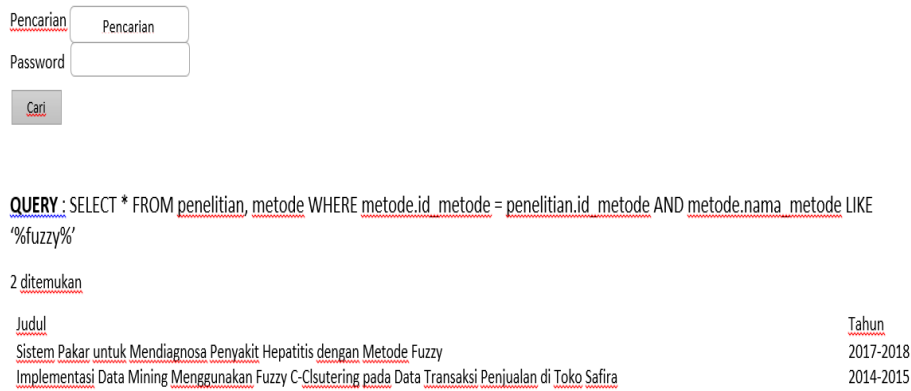 Pencarian Pencarian
Password
Cari
QUERY : SELECT * FROM penelitian, metode WHERE metode.id_metode = penelitian.id_metode AND metode.nama_metode LIKE
‘%fuzzy%’
2 ditemukan
Judul Tahun
Sistem Pakar untuk Mendiagnosa Penyakit Hepatitis dengan Metode Fuzzy 2017-2018
Implementasi Data Mining Menggunakan Fuzzy C-Clsutering pada Data Transaksi Penjualan di Toko Safira 2014-2015